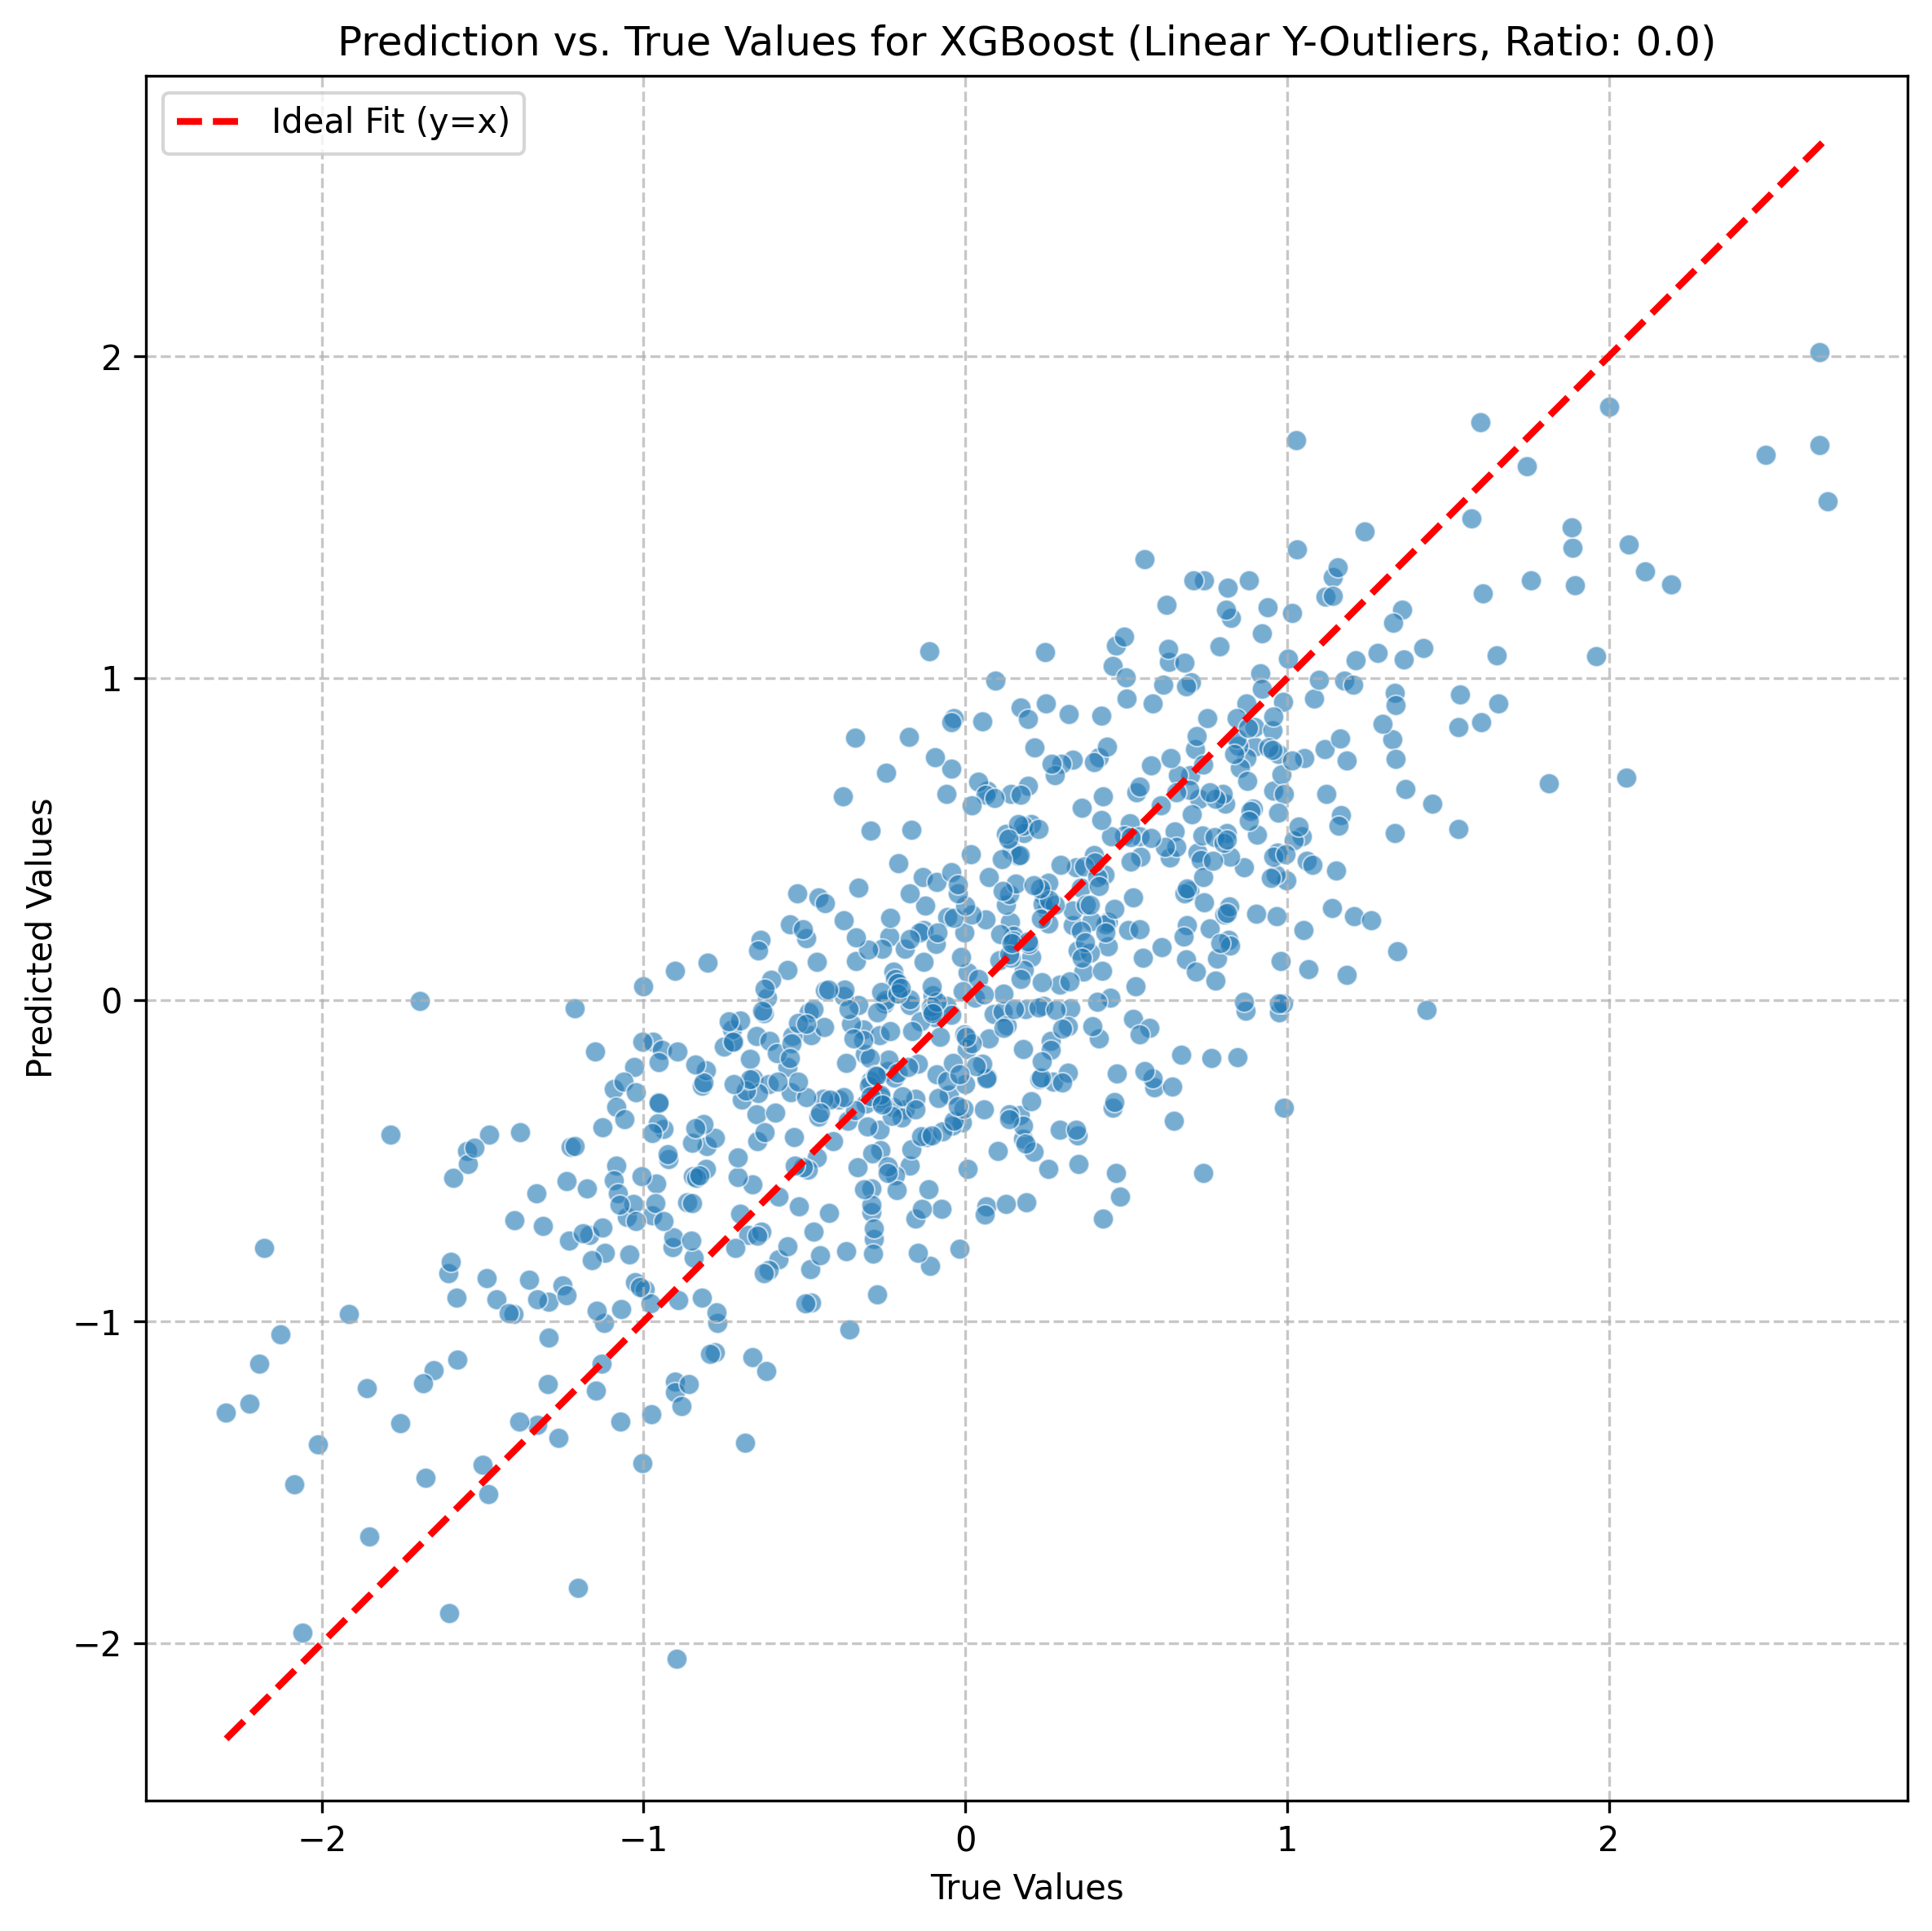 Prediction vs. True Values for XGBoost (Linear Y-Outliers, Ratio: 0.0)
Ideal Fit (y=x)
2
1
0
−1
−2
Predicted Values
−2 −1 0 1 2
True Values